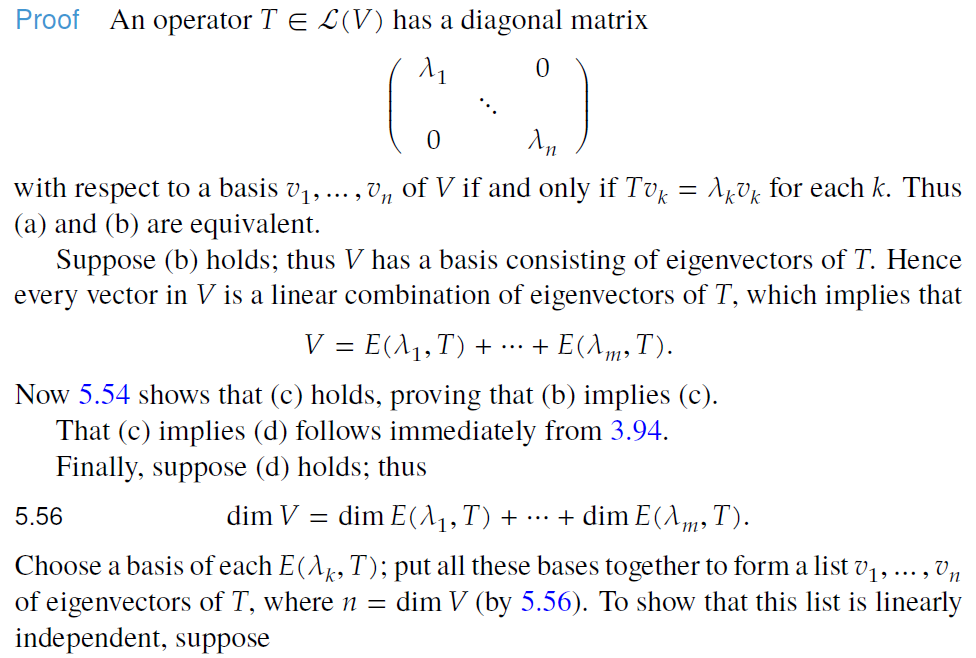 Proof An operator T ∈ ℒ(V) has a diagonal matrix
( λ₁ 0
⋱
0 λₙ )
with respect to a basis v₁, … , vₙ of V if and only if Tvₖ = λₖvₖ for each k. Thus
(a) and (b) are equivalent.
Suppose (b) holds; thus V has a basis consisting of eigenvectors of T. Hence
every vector in V is a linear combination of eigenvectors of T, which implies that
V = E(λ₁, T) + ⋯ + E(λₘ, T).
Now 5.54 shows that (c) holds, proving that (b) implies (c).
That (c) implies (d) follows immediately from 3.94.
Finally, suppose (d) holds; thus
5.56 dim V = dim E(λ₁, T) + ⋯ + dim E(λₘ, T).
Choose a basis of each E(λₖ, T); put all these bases together to form a list v₁, … , vₙ
of eigenvectors of T, where n = dim V (by 5.56). To show that this list is linearly
independent, suppose